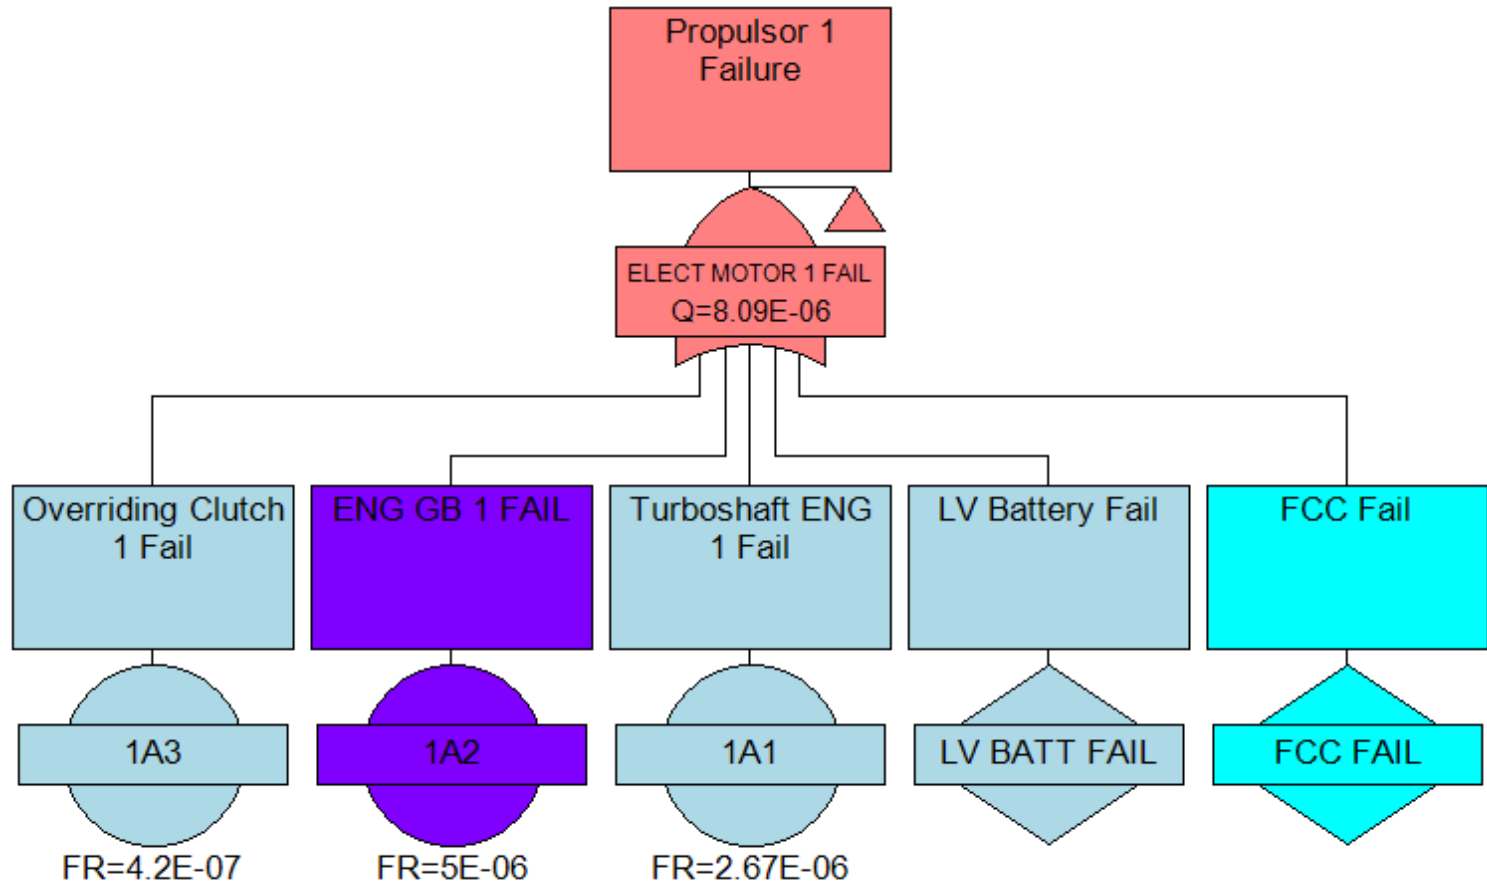 Propulsor 1
Failure
ELECT MOTOR 1 FAIL
Q=8.09E-06
Overriding Clutch
1 Fail
ENG GB 1 FAIL
Turboshaft ENG
1 Fail
LV Battery Fail
FCC Fail
1A3
1A2
1A1
LV BATT FAIL
FCC FAIL
FR=4.2E-07
FR=5E-06
FR=2.67E-06